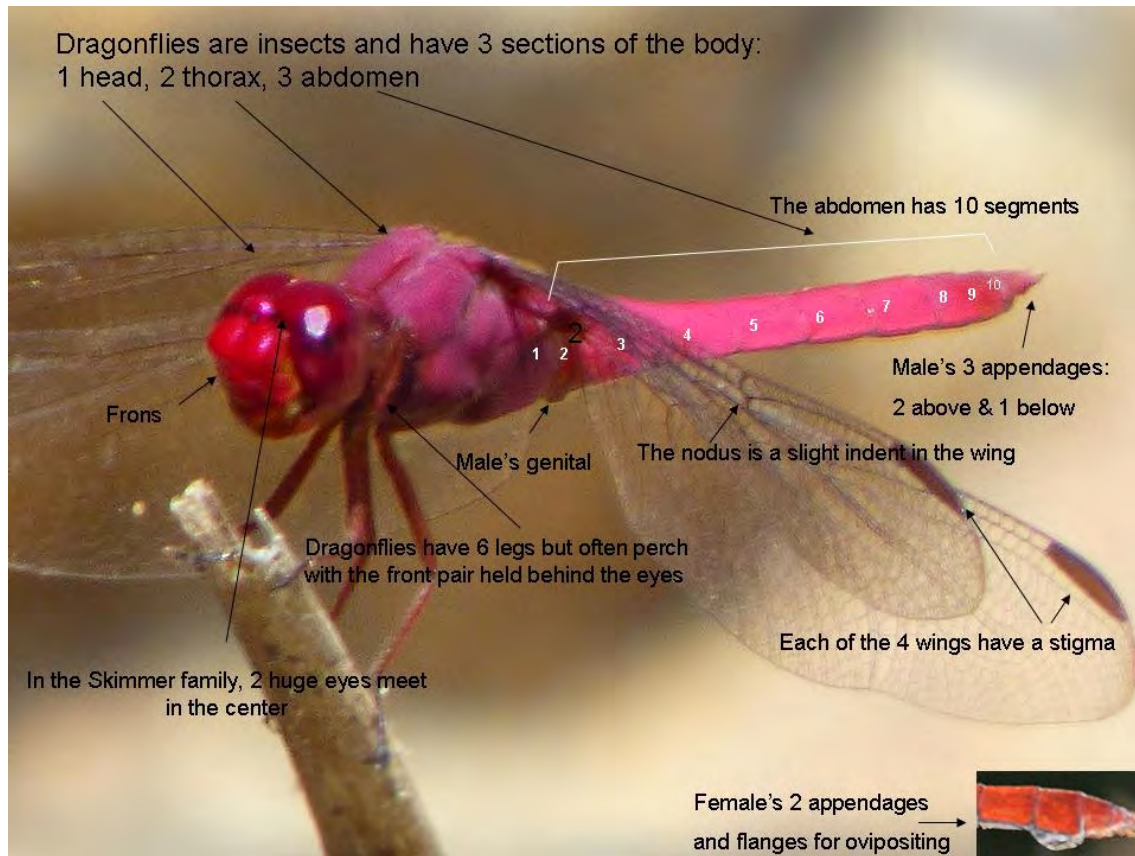 Dragonflies are insects and have 3 sections of the body:
1 head, 2 thorax, 3 abdomen
The abdomen has 10 segments
1 2 2 3 4 5 6 7 8 9 10
Male's 3 appendages:
2 above & 1 below
Frons
Male's genital
The nodus is a slight indent in the wing
Dragonflies have 6 legs but often perch
with the front pair held behind the eyes
Each of the 4 wings have a stigma
In the Skimmer family, 2 huge eyes meet
in the center
Female's 2 appendages
and flanges for ovipositing